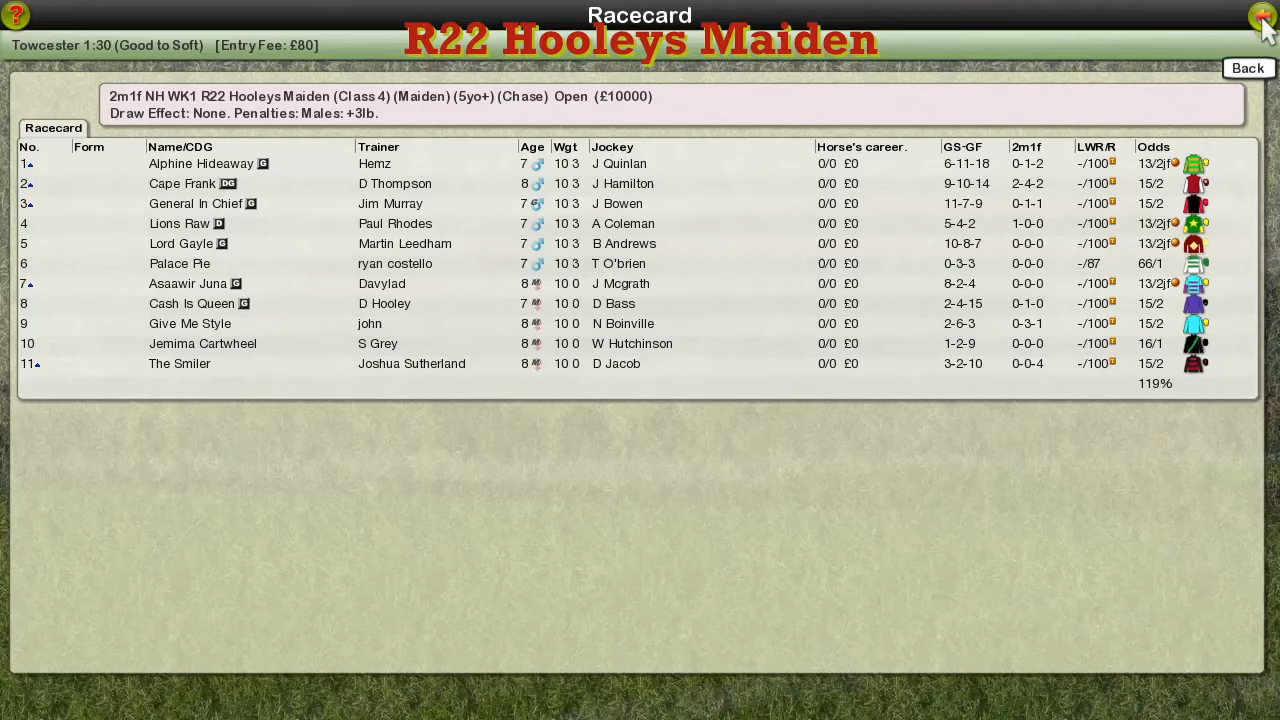 Racecard
R22 Hooleys Maiden
Towcester 1:30 (Good to Soft) [Entry Fee: £80]
Back
2m1f NH WK1 R22 Hooleys Maiden (Class 4) (Maiden) (5yo+) (Chase) Open (£10000)
Draw Effect: None. Penalties: Males: +3lb.
Racecard
No. Form Name/CDG Trainer Age Wgt Jockey Horse's career. GS-GF 2m1f LWR/R Odds
1 Alphine Hideaway G Hemz 7 10 3 J Quinlan 0/0 £0 6-11-18 0-1-2 -/100 T 13/2jf
2 Cape Frank DG D Thompson 8 10 3 J Hamilton 0/0 £0 9-10-14 2-4-2 -/100 T 15/2
3 General In Chief G Jim Murray 7 10 3 J Bowen 0/0 £0 11-7-9 0-1-1 -/100 T 15/2
4 Lions Raw D Paul Rhodes 7 10 3 A Coleman 0/0 £0 5-4-2 1-0-0 -/100 T 13/2jf
5 Lord Gayle G Martin Leedham 7 10 3 B Andrews 0/0 £0 10-8-7 0-0-0 -/100 T 13/2jf
6 Palace Pie ryan costello 7 10 3 T O'brien 0/0 £0 0-3-3 0-0-0 -/87 66/1
7 Asaawir Juna G Davylad 8 M 10 0 J Mcgrath 0/0 £0 8-2-4 0-0-0 -/100 T 13/2jf
8 Cash Is Queen G D Hooley 7 M 10 0 D Bass 0/0 £0 2-4-15 0-1-0 -/100 T 15/2
9 Give Me Style john 8 M 10 0 N Boinville 0/0 £0 2-6-3 0-3-1 -/100 T 15/2
10 Jemima Cartwheel S Grey 8 M 10 0 W Hutchinson 0/0 £0 1-2-9 0-0-0 -/100 T 16/1
11 The Smiler Joshua Sutherland 8 M 10 0 D Jacob 0/0 £0 3-2-10 0-0-4 -/100 T 15/2
119%